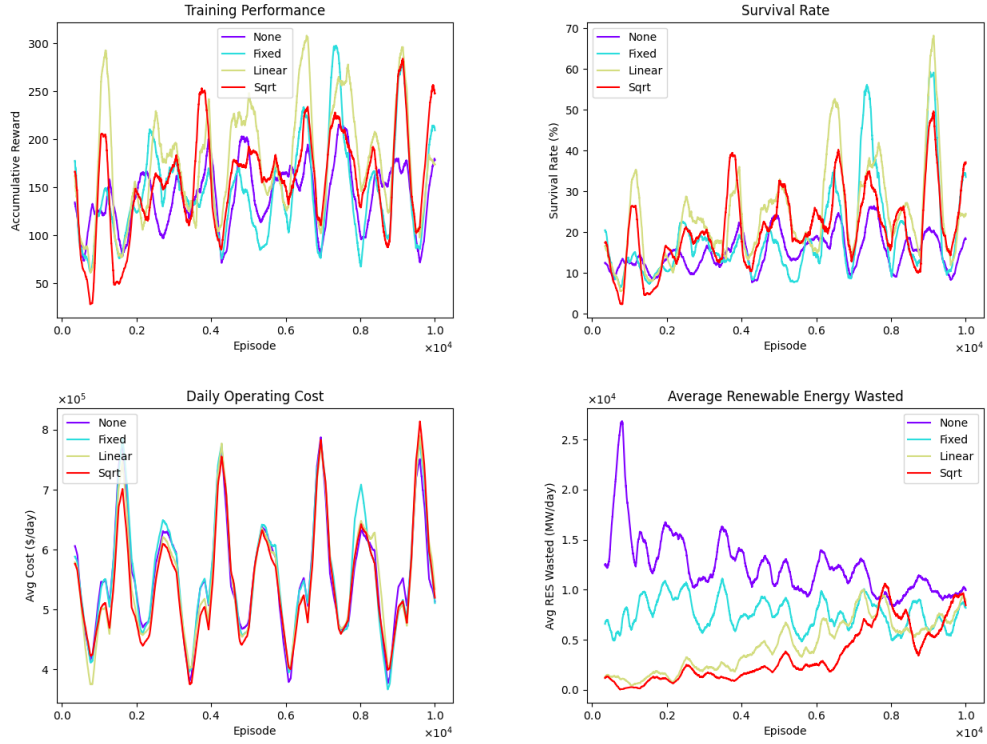 Training Performance
300
250
200
150
100
50
Accumulative Reward
None
Fixed
Linear
Sqrt
0.0
0.2
0.4
0.6
0.8
1.0
Episode
×10⁴
Survival Rate
70
60
50
40
30
20
10
0
Survival Rate (%)
None
Fixed
Linear
Sqrt
0.0
0.2
0.4
0.6
0.8
1.0
Episode
×10⁴
Daily Operating Cost
×10⁵
8
7
6
5
4
Avg Cost ($/day)
None
Fixed
Linear
Sqrt
0.0
0.2
0.4
0.6
0.8
1.0
Episode
×10⁴
Average Renewable Energy Wasted
×10⁴
2.5
2.0
1.5
1.0
0.5
0.0
Avg RES Wasted (MW/day)
None
Fixed
Linear
Sqrt
0.0
0.2
0.4
0.6
0.8
1.0
Episode
×10⁴